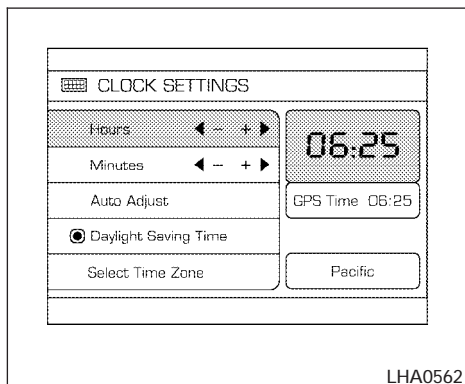 CLOCK SETTINGS
Hours - +
06:25
Minutes - +
Auto Adjust
GPS Time 06:25
Daylight Saving Time
Select Time Zone
Pacific
LHA0562